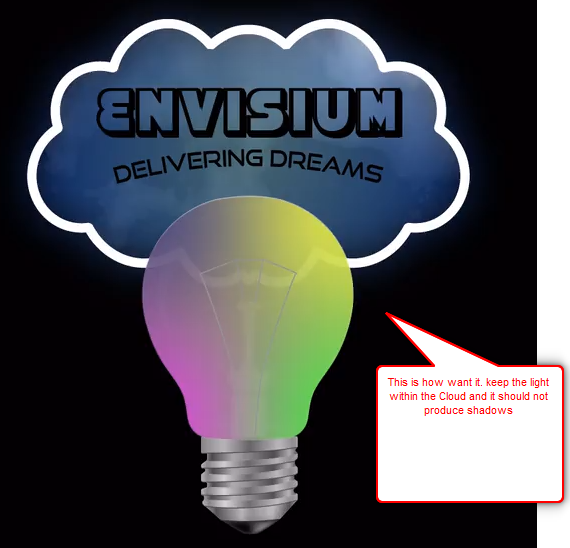 ENVISIUM
DELIVERING DREAMS
This is how want it. keep the light
within the Cloud and it should not
produce shadows